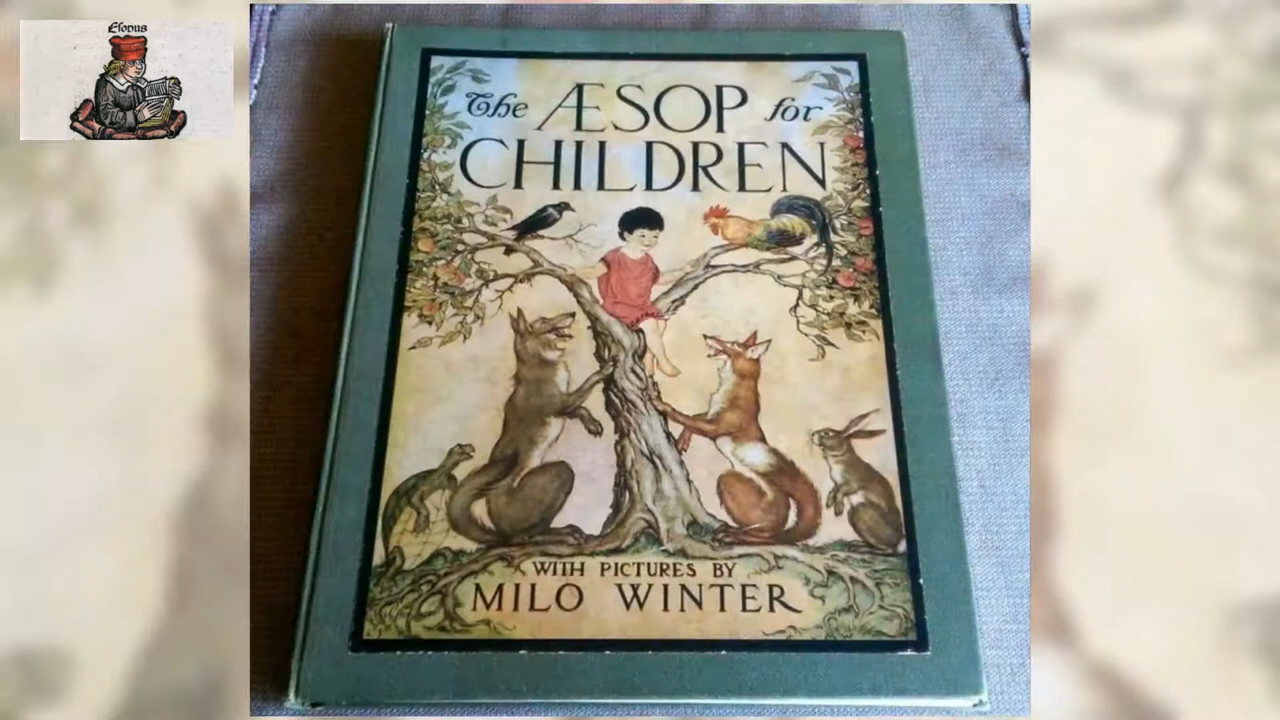 Esopus
The ÆSOP for
CHILDREN
WITH PICTURES BY
MILO WINTER